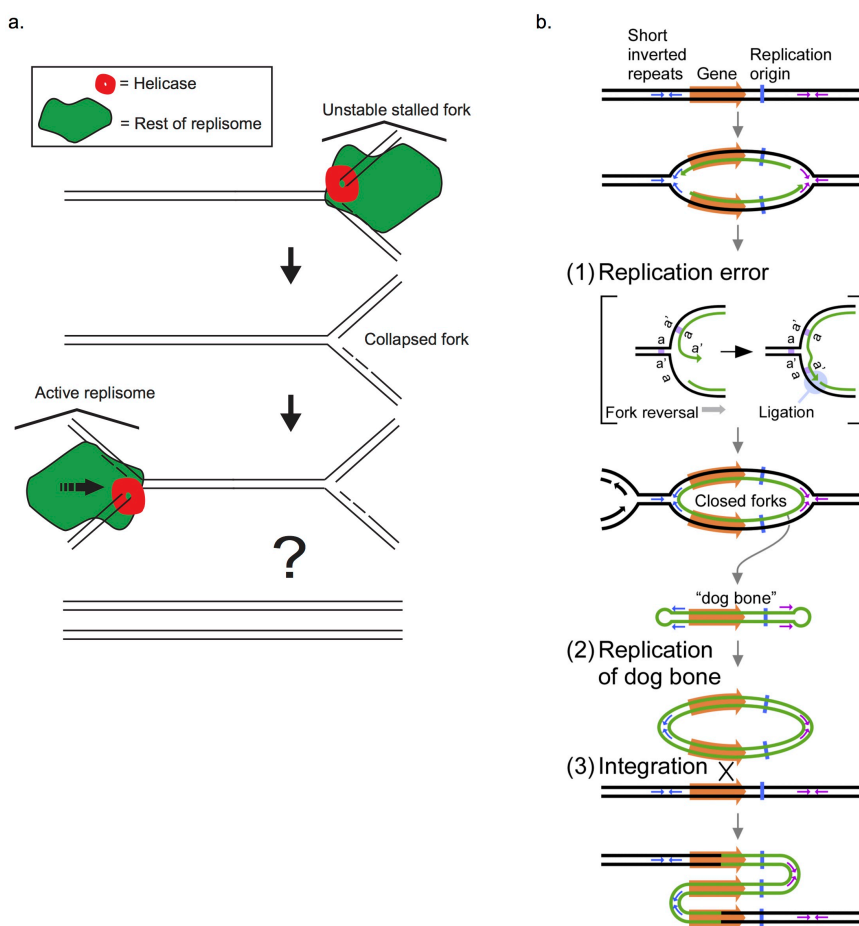 a.
= Helicase
= Rest of replisome
Unstable stalled fork
Collapsed fork
Active replisome
?
b.
Short
inverted
repeats
Gene
Replication
origin
(1) Replication error
a a' a a' a' a
a a' a a' a' a
Fork reversal
Ligation
Closed forks
“dog bone”
(2) Replication
of dog bone
(3) Integration